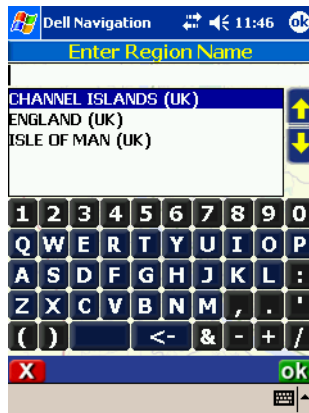 Dell Navigation 11:46 ok
Enter Region Name
CHANNEL ISLANDS (UK)
ENGLAND (UK)
ISLE OF MAN (UK)
1 2 3 4 5 6 7 8 9 0
Q W E R T Y U I O P
A S D F G H J K L :
Z X C V B N M , . '
( ) <- & - + /
X ok